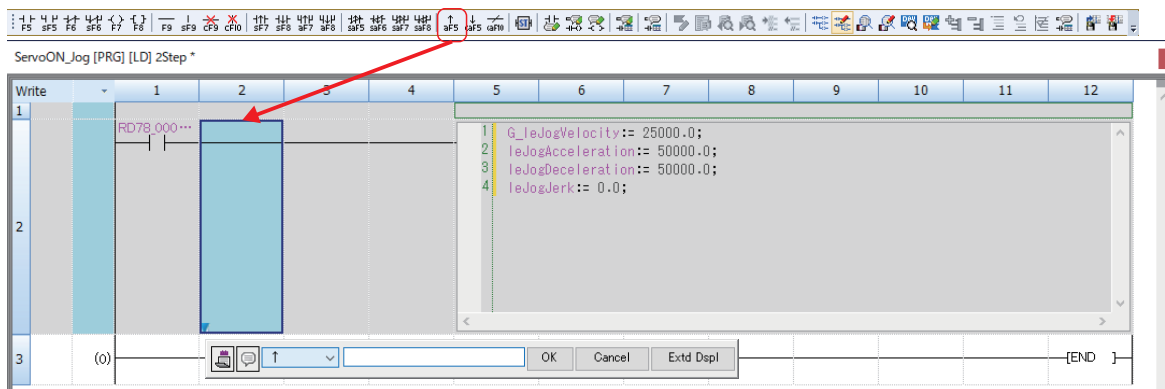 F5 sF5 F6 sF6 F7 F8 F9 sF9 cF9 cF10 sF7 sF8 aF7 aF8 saF5 saF6 saF7 saF8 aF5 caF5 caF10
ServoON_Jog [PRG] [LD] 2Step *
Write 1 2 3 4 5 6 7 8 9 10 11 12
1
RD78_000...
1 G_leJogVelocity:= 25000.0;
2 leJogAcceleration:= 50000.0;
3 leJogDeceleration:= 50000.0;
4 leJogJerk:= 0.0;
2
3 (0) ↑ OK Cancel Extd Dspl [END ]